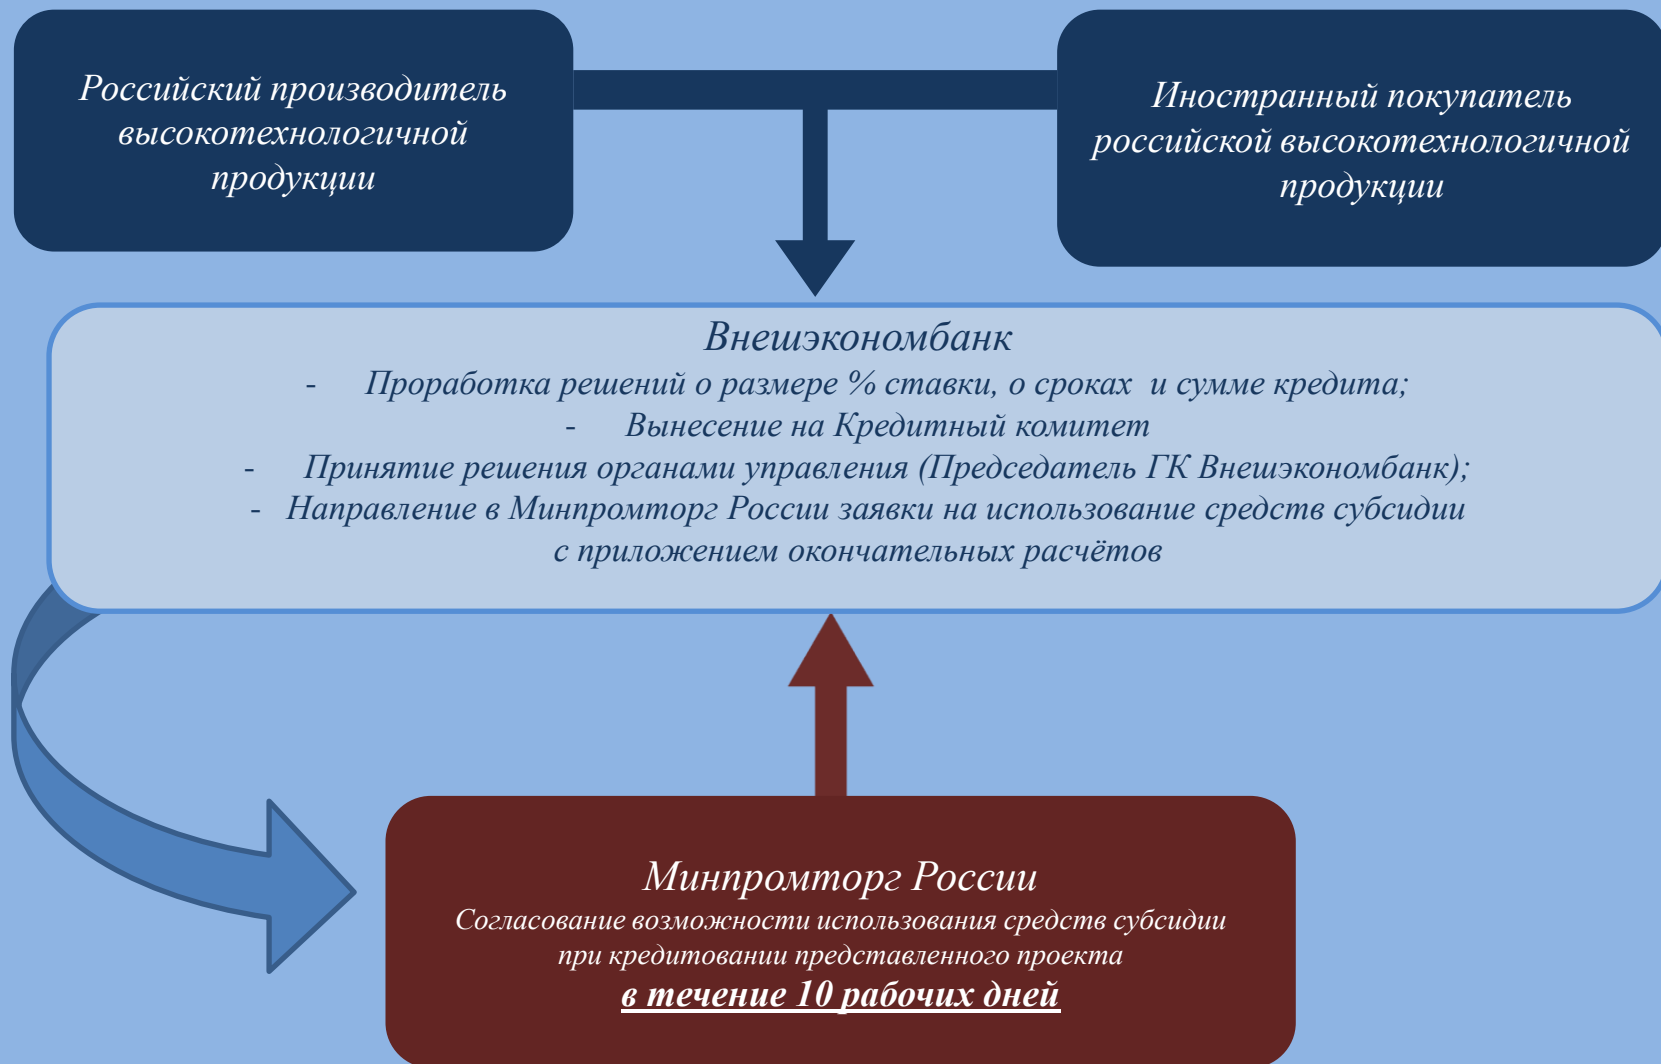 Российский производитель
высокотехнологичной
продукции
Иностранный покупатель
российской высокотехнологичной
продукции
Внешэкономбанк
- Проработка решений о размере % ставки, о сроках и сумме кредита;
- Вынесение на Кредитный комитет
- Принятие решения органами управления (Председатель ГК Внешэкономбанк);
- Направление в Минпромторг России заявки на использование средств субсидии
с приложением окончательных расчётов
Минпромторг России
Согласование возможности использования средств субсидии
при кредитовании представленного проекта
в течение 10 рабочих дней